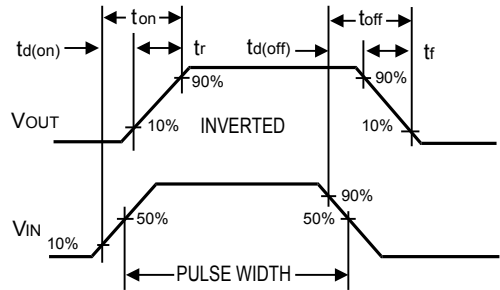 ton
toff
td(on)
tr
td(off)
tf
90%
90%
VOUT
10%
INVERTED
10%
90%
VIN
50%
50%
10%
PULSE WIDTH